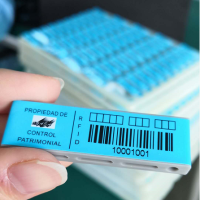 PROPIEDAD DE
CONTROL
PATRIMONIAL
RFID
10001001